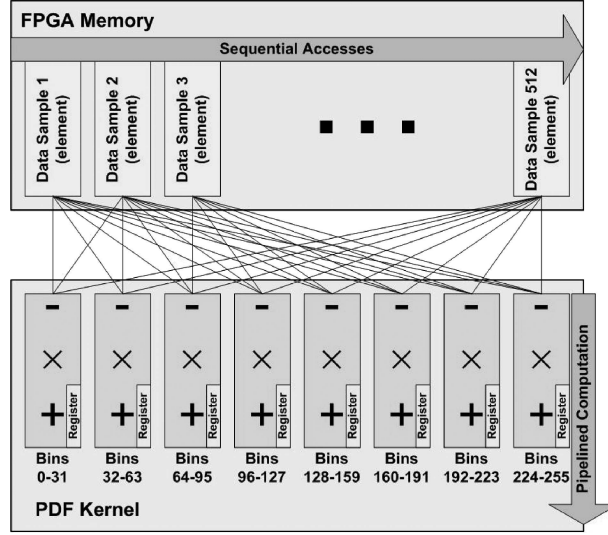 FPGA Memory
Sequential Accesses
Data Sample 1
(element)
Data Sample 2
(element)
Data Sample 3
(element)
Data Sample 512
(element)
Register
Register
Register
Register
Register
Register
Register
Register
Pipelined Computation
Bins
0-31
Bins
32-63
Bins
64-95
Bins
96-127
Bins
128-159
Bins
160-191
Bins
192-223
Bins
224-255
PDF Kernel